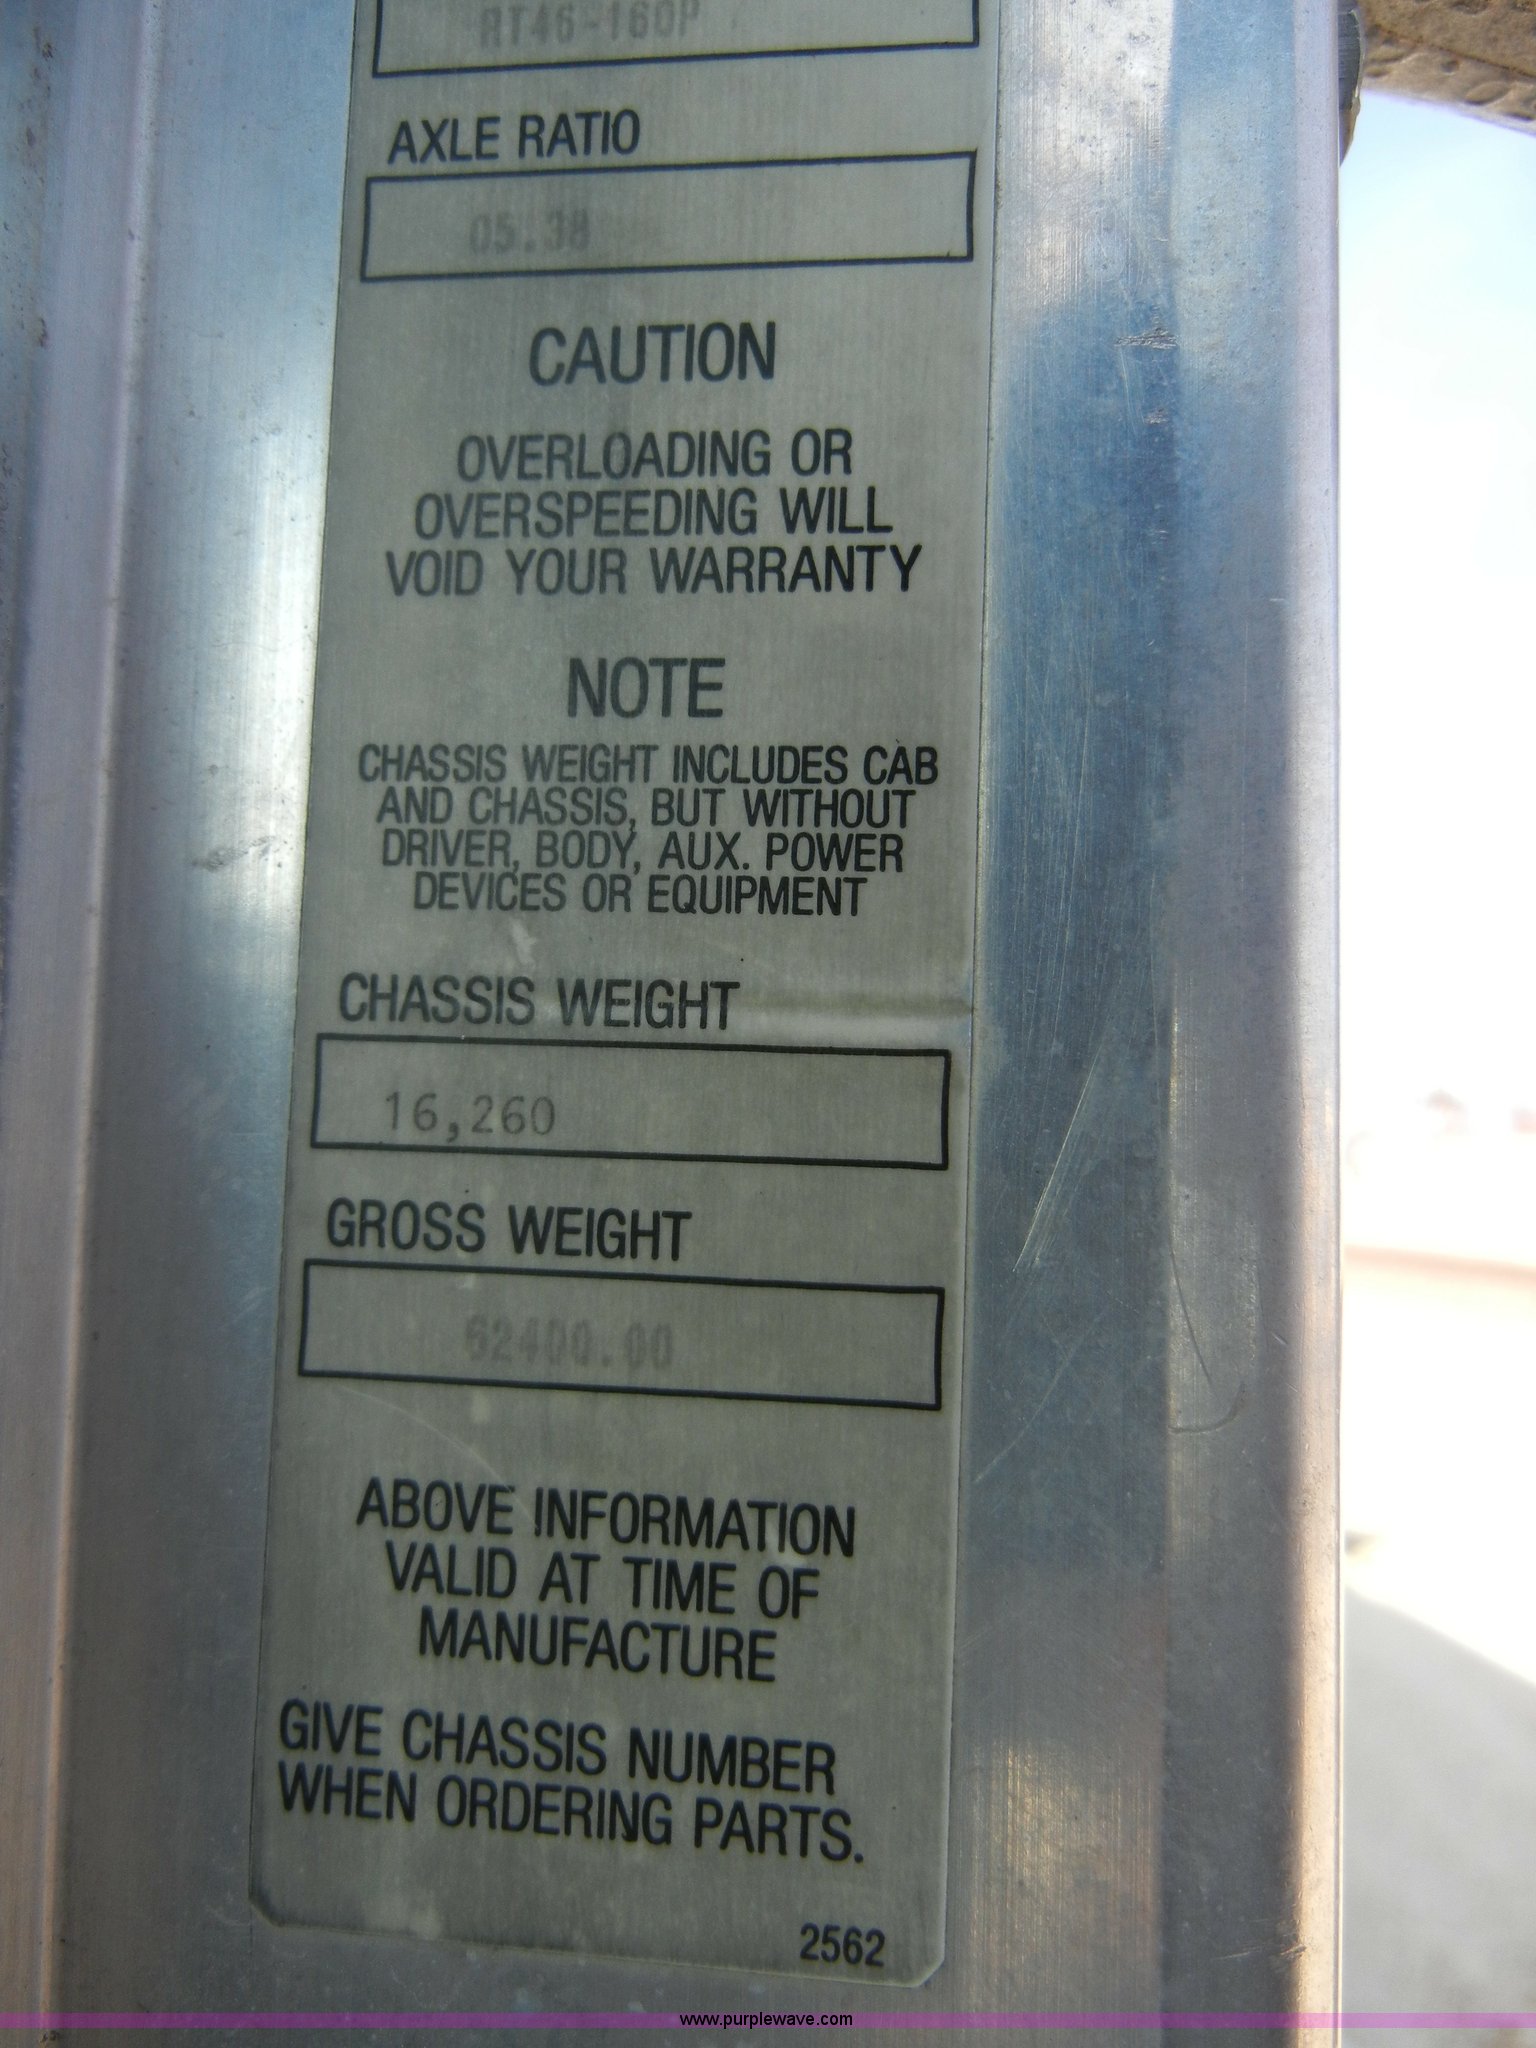 RT46-160P
AXLE RATIO
05.38
CAUTION
OVERLOADING OR
OVERSPEEDING WILL
VOID YOUR WARRANTY
NOTE
CHASSIS WEIGHT INCLUDES CAB
AND CHASSIS, BUT WITHOUT
DRIVER, BODY, AUX. POWER
DEVICES OR EQUIPMENT
CHASSIS WEIGHT
16,260
GROSS WEIGHT
62400.00
ABOVE INFORMATION
VALID AT TIME OF
MANUFACTURE
GIVE CHASSIS NUMBER
WHEN ORDERING PARTS.
2562
www.purplewave.com